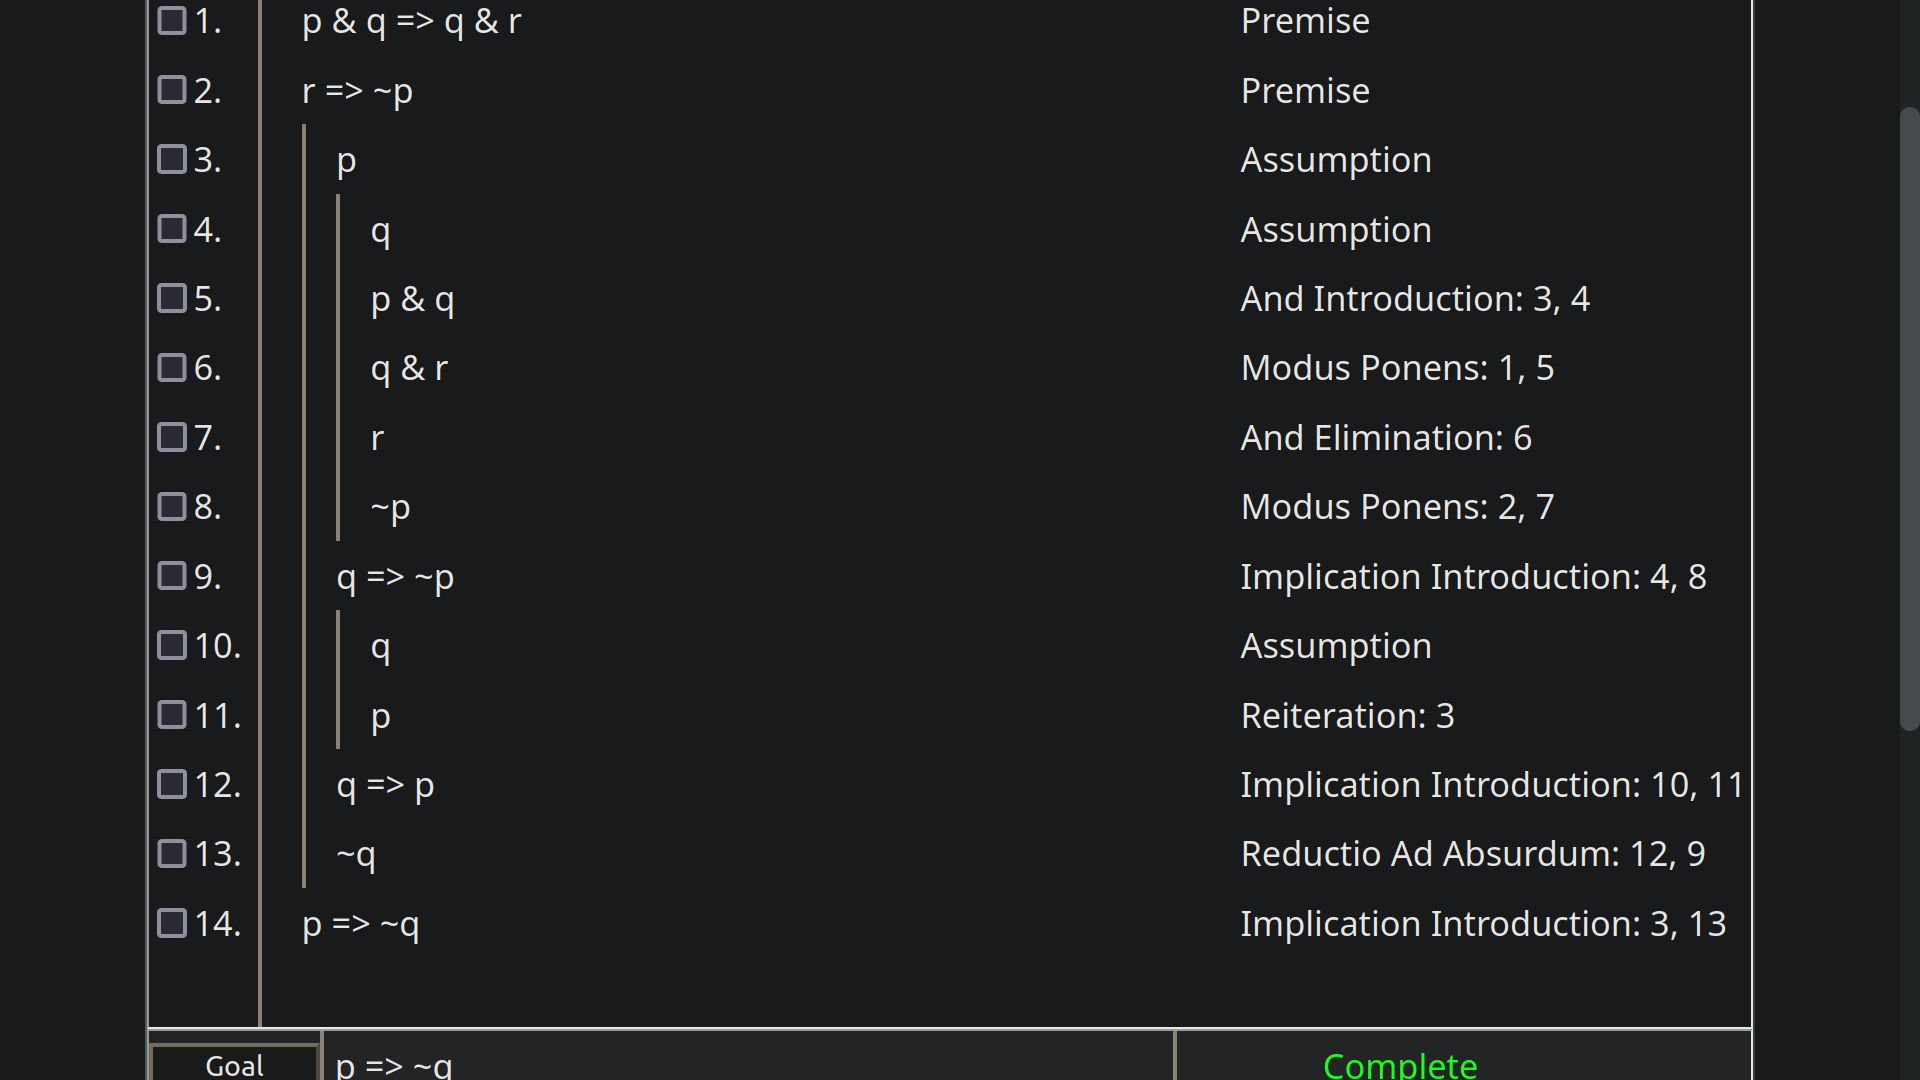 1. p & q => q & r Premise
2. r => ~p Premise
3. p Assumption
4. q Assumption
5. p & q And Introduction: 3, 4
6. q & r Modus Ponens: 1, 5
7. r And Elimination: 6
8. ~p Modus Ponens: 2, 7
9. q => ~p Implication Introduction: 4, 8
10. q Assumption
11. p Reiteration: 3
12. q => p Implication Introduction: 10, 11
13. ~q Reductio Ad Absurdum: 12, 9
14. p => ~q Implication Introduction: 3, 13
Goal p => ~q Complete